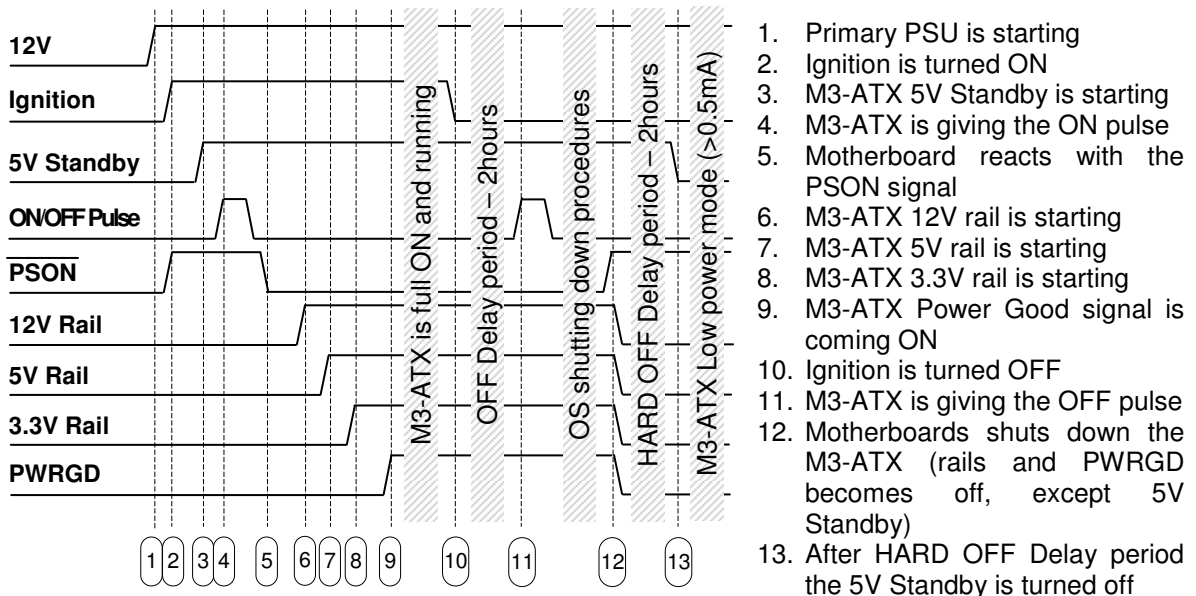 12V
Ignition
5V Standby
ON/OFF Pulse
PSON
12V Rail
5V Rail
3.3V Rail
PWRGD
M3-ATX is full ON and running
OFF Delay period – 2hours
OS shutting down procedures
HARD OFF Delay period – 2hours
M3-ATX Low power mode (>0.5mA)
1 2 3 4 5 6 7 8 9 10 11 12 13
1. Primary PSU is starting
2. Ignition is turned ON
3. M3-ATX 5V Standby is starting
4. M3-ATX is giving the ON pulse
5. Motherboard reacts with the
PSON signal
6. M3-ATX 12V rail is starting
7. M3-ATX 5V rail is starting
8. M3-ATX 3.3V rail is starting
9. M3-ATX Power Good signal is
coming ON
10. Ignition is turned OFF
11. M3-ATX is giving the OFF pulse
12. Motherboards shuts down the
M3-ATX (rails and PWRGD
becomes off, except 5V
Standby)
13. After HARD OFF Delay period
the 5V Standby is turned off